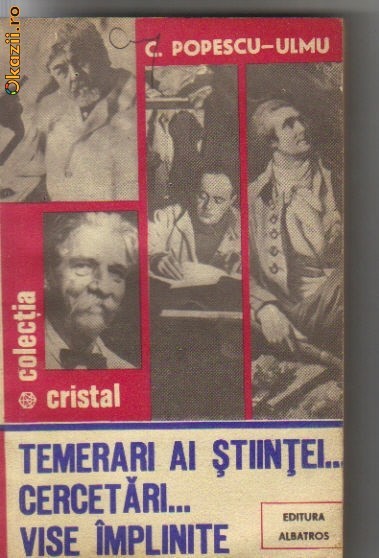 Okazii.ro
C. POPESCU-ULMU
colecția
cristal
TEMERARI AI ȘTIINȚEI...
CERCETĂRI...
VISE ÎMPLINITE
EDITURA
ALBATROS